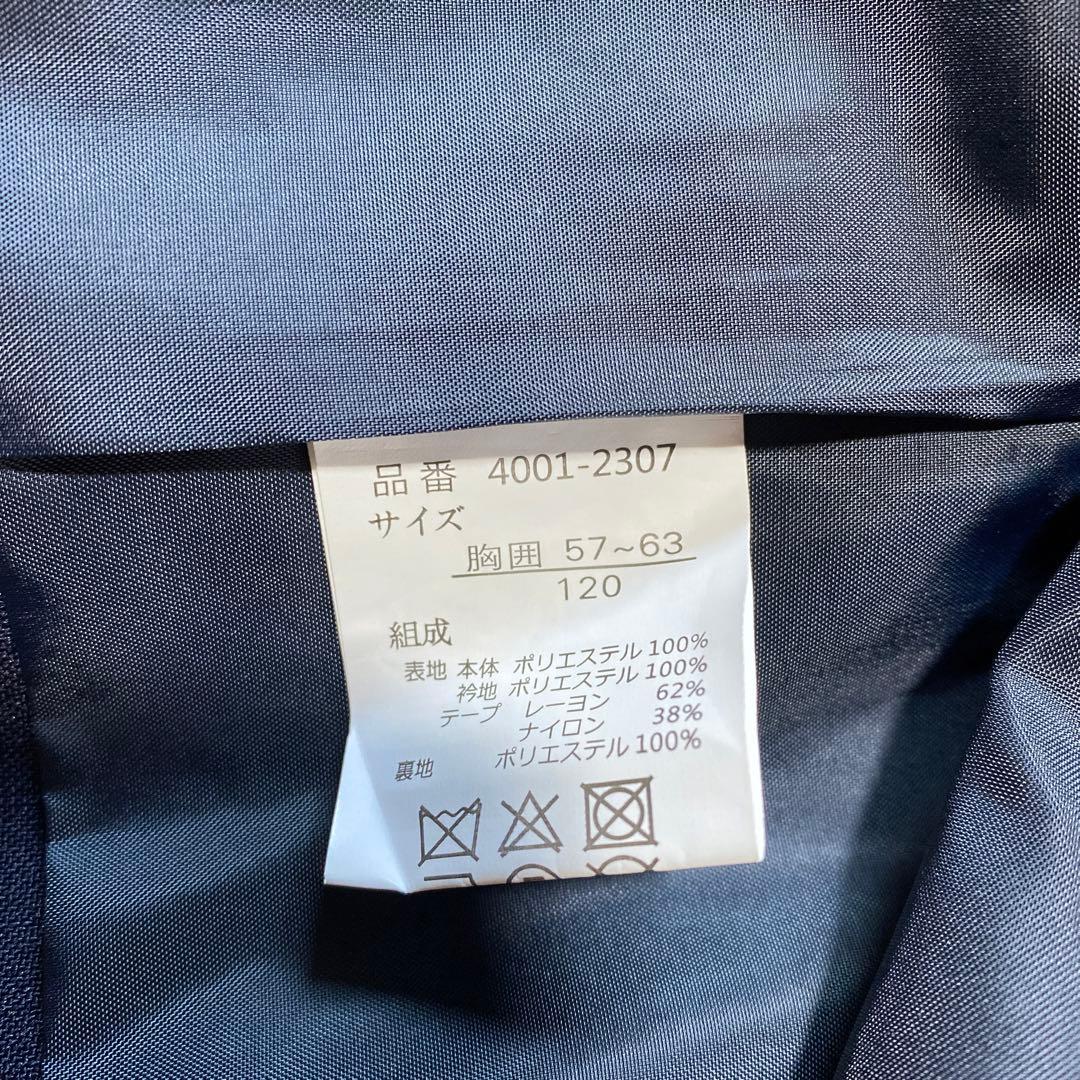 品番 4001-2307
サイズ
胸囲 57~63
120
組成
表地 本体 ポリエステル 100%
衿地 ポリエステル 100%
テープ レーヨン 62%
ナイロン 38%
裏地 ポリエステル 100%